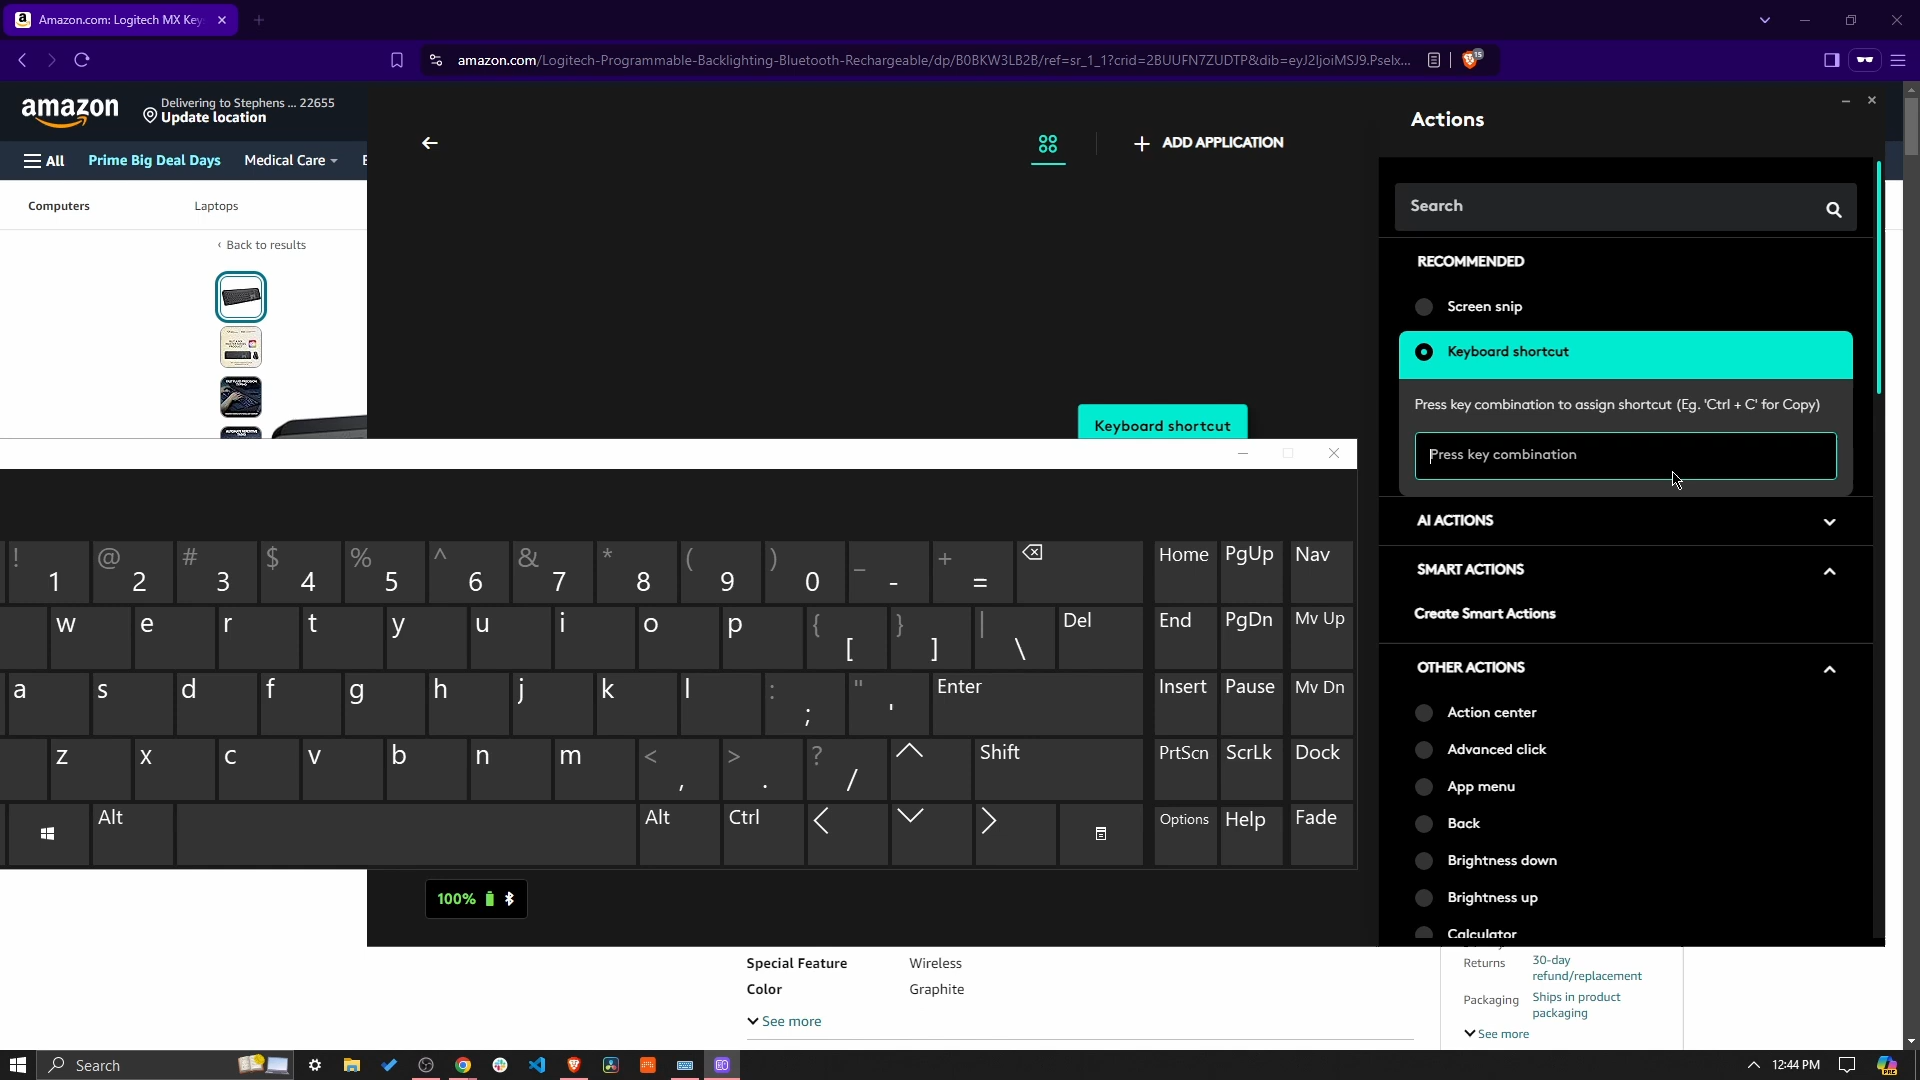 Amazon.com: Logitech MX Key
amazon.com/Logitech-Programmable-Backlighting-Bluetooth-Rechargeable/dp/B0BKW3LB2B/ref=sr_1_1?crid=2BUUFN7ZUDTP&dib=eyJ2IjoiMSJ9.Pselx...
15
amazon
Delivering to Stephens ... 22655
Update location
All
Prime Big Deal Days
Medical Care
Computers
Laptops
‹ Back to results
ADD APPLICATION
Keyboard shortcut
Actions
Search
RECOMMENDED
Screen snip
Keyboard shortcut
Press key combination to assign shortcut (Eg. 'Ctrl + C' for Copy)
Press key combination
AI ACTIONS
SMART ACTIONS
Create Smart Actions
OTHER ACTIONS
Action center
Advanced click
App menu
Back
Brightness down
Brightness up
Calculator
! 1 @ 2 # 3 $ 4 % 5 ^ 6 & 7 * 8 ( 9 ) 0 _ - + = Home PgUp Nav
w e r t y u i o p { [ } ] | \ Del End PgDn Mv Up
a s d f g h j k l : ; " ' Enter Insert Pause Mv Dn
z x c v b n m < , > . ? / Shift PrtScn ScrLk Dock
Alt Alt Ctrl Options Help Fade
100%
Special Feature Wireless
Color Graphite
See more
Returns 30-day
refund/replacement
Packaging Ships in product
packaging
See more
Search
12:44 PM